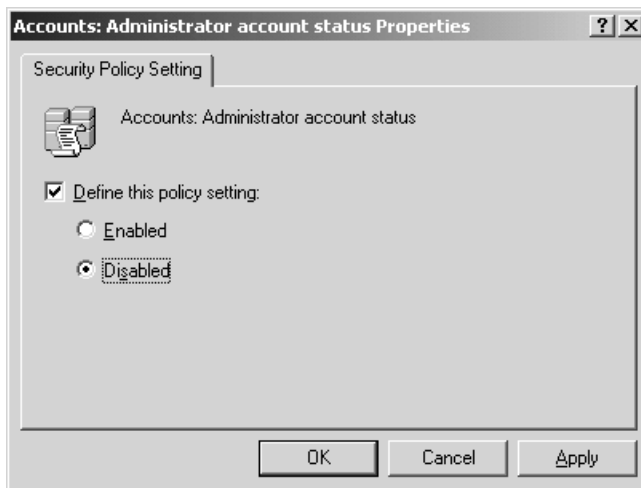 Accounts: Administrator account status Properties
Security Policy Setting
Accounts: Administrator account status
Define this policy setting:
Enabled
Disabled
OK Cancel Apply